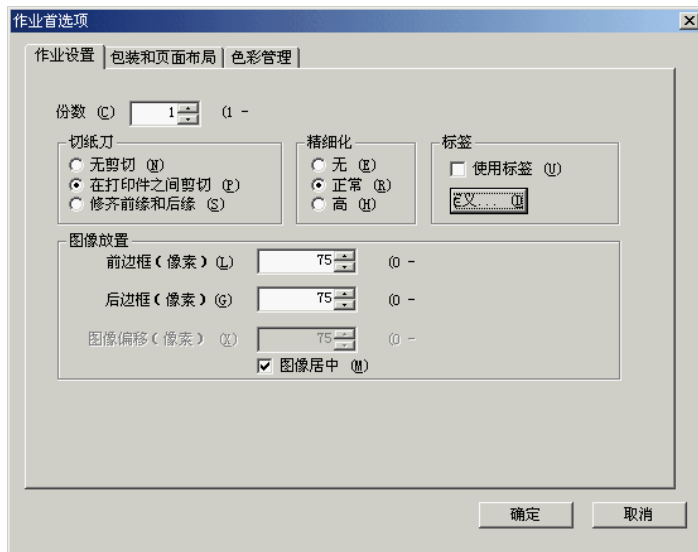 作业首选项
作业设置 包装和页面布局 色彩管理
份数 (C) 1 (1 -
切纸刀 精细化 标签
无剪切 (N) 无 (E) 使用标签 (U)
在打印件之间剪切 (P) 正常 (R)
修齐前缘和后缘 (S) 高 (H) 义...
图像放置
前边框(像素) (L) 75 (0 -
后边框(像素) (G) 75 (0 -
图像偏移(像素) (X) 75 (0 -
图像居中 (M)
确定 取消